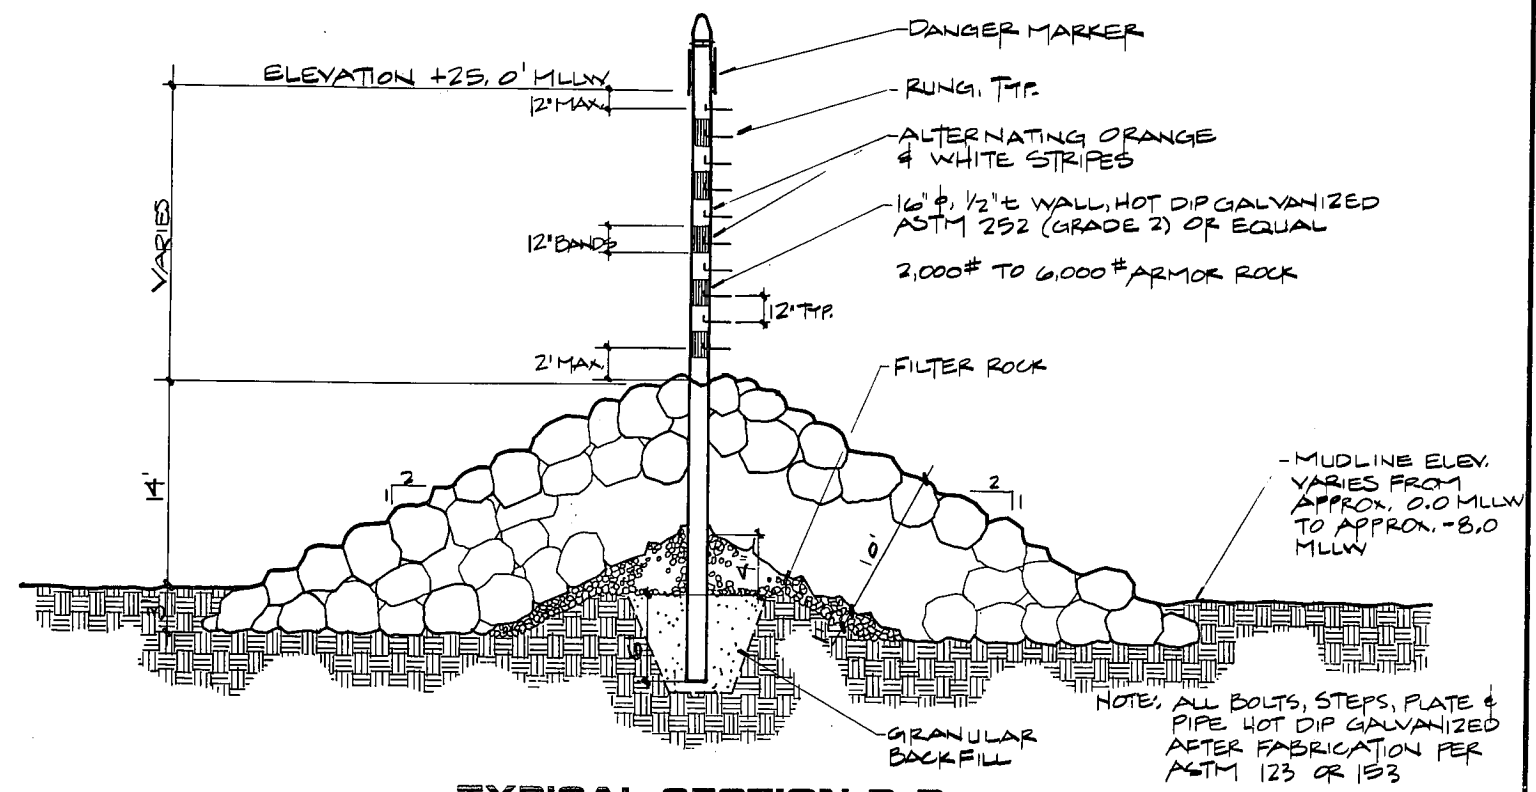 DANGER MARKER
ELEVATION +25.0' MLLW
12" MAX.
RUNG, TYP.
ALTERNATING ORANGE
& WHITE STRIPES
16"ϕ, 1/2" t WALL, HOT DIP GALVANIZED
ASTM 252 (GRADE 2) OR EQUAL
VARIES
12" BANDS
2,000# TO 6,000# ARMOR ROCK
12" TYP.
2' MAX.
FILTER ROCK
MUDLINE ELEV.
VARIES FROM
APPROX. 0.0 MLLW
TO APPROX. -8.0
MLLW
14'
2
1
2
1
10'
4'
3'
6'
NOTE: ALL BOLTS, STEPS, PLATE &
PIPE HOT DIP GALVANIZED
AFTER FABRICATION PER
ASTM 123 OR 153
GRANULAR
BACKFILL
TYPICAL SECTION